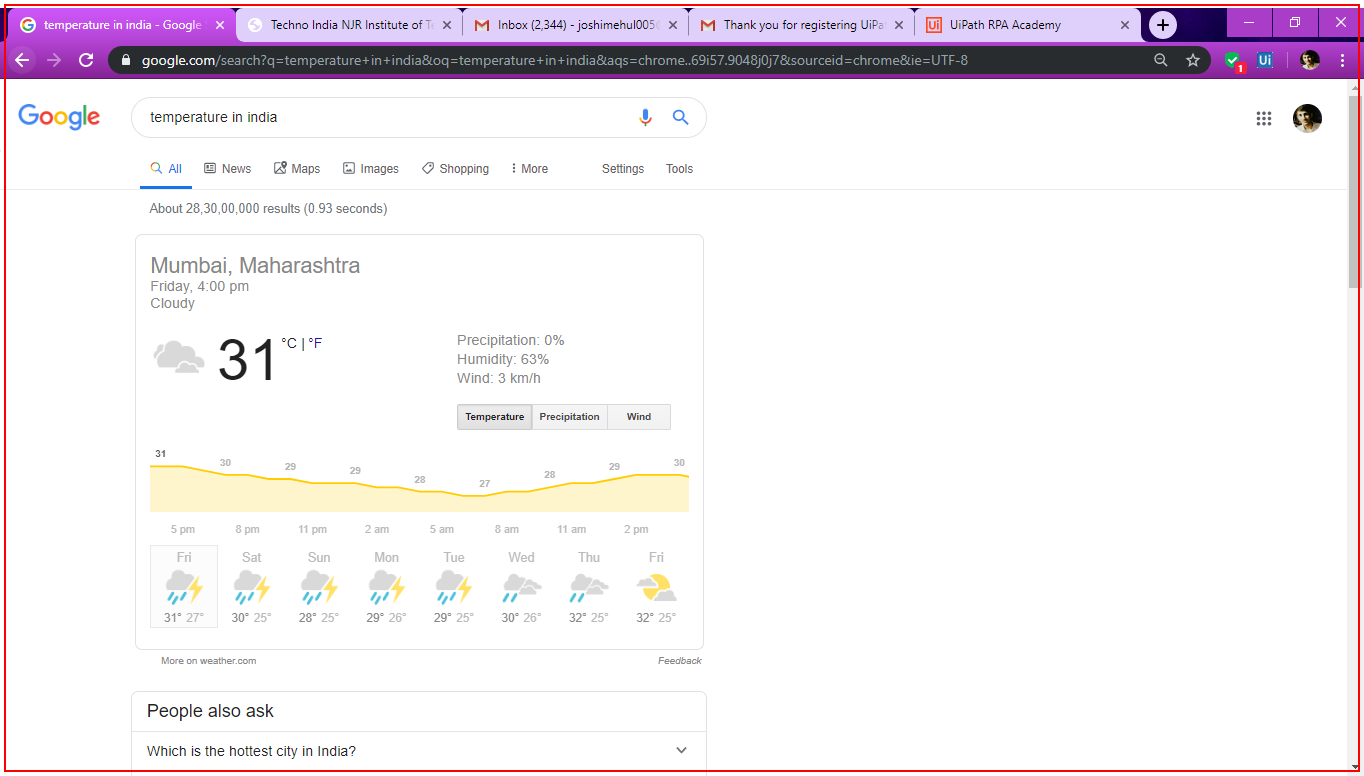 temperature in india - Google
Techno India NJR Institute of Te
Inbox (2,344) - joshimehul005@
Thank you for registering UiPat
UiPath RPA Academy
google.com/search?q=temperature+in+india&oq=temperature+in+india&aqs=chrome..69i57.9048j0j7&sourceid=chrome&ie=UTF-8
1
Ui
Google
temperature in india
All News Maps Images Shopping More Settings Tools
About 28,30,00,000 results (0.93 seconds)
Mumbai, Maharashtra
Friday, 4:00 pm
Cloudy
31 °C | °F
Precipitation: 0%
Humidity: 63%
Wind: 3 km/h
Temperature Precipitation Wind
31 30 29 29 28 27 28 29 30
5 pm 8 pm 11 pm 2 am 5 am 8 am 11 am 2 pm
Fri Sat Sun Mon Tue Wed Thu Fri
31° 27° 30° 25° 28° 25° 29° 26° 29° 25° 30° 26° 32° 25° 32° 25°
More on weather.com
Feedback
People also ask
Which is the hottest city in India?